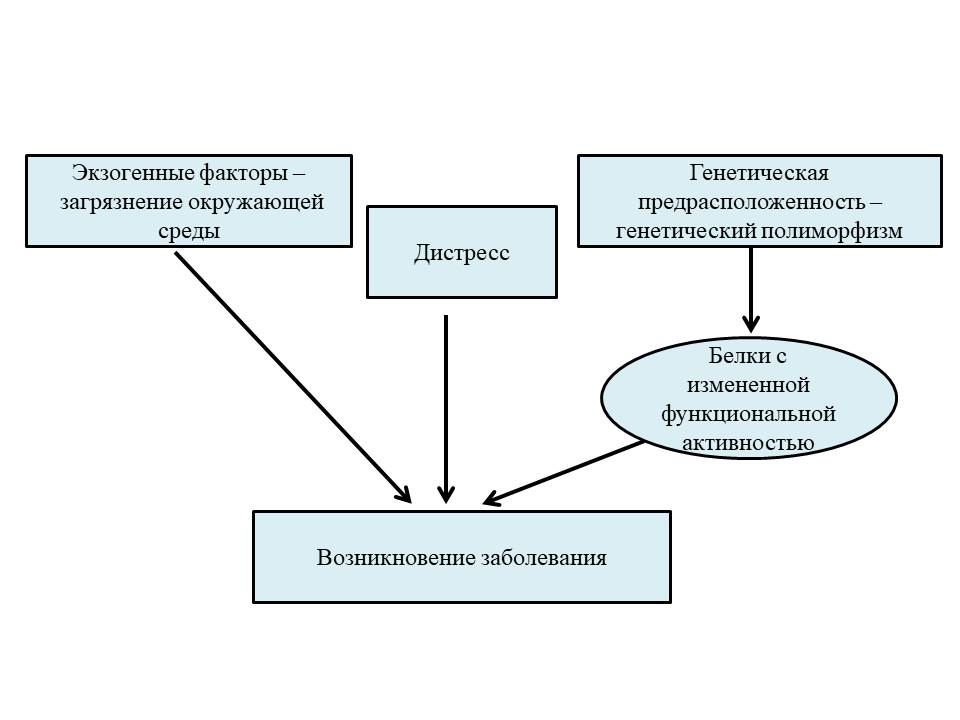 Экзогенные факторы –
загрязнение окружающей
среды
Дистресс
Генетическая
предрасположенность –
генетический полиморфизм
Белки с
измененной
функциональной
активностью
Возникновение заболевания